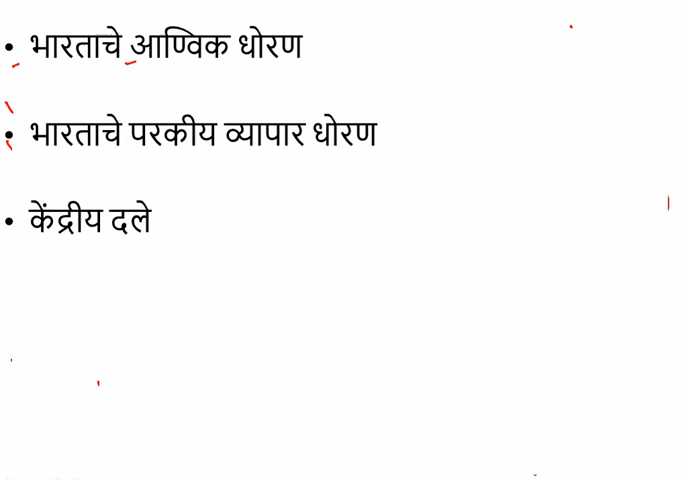 • भारताचे आण्विक धोरण
• भारताचे परकीय व्यापार धोरण
• केंद्रीय दले